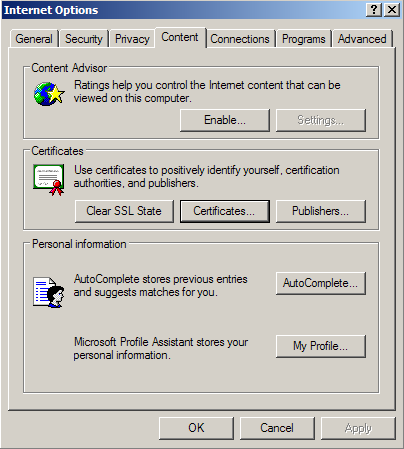 Internet Options
General Security Privacy Content Connections Programs Advanced
Content Advisor
Ratings help you control the Internet content that can be
viewed on this computer.
Enable... Settings...
Certificates
Use certificates to positively identify yourself, certification
authorities, and publishers.
Clear SSL State Certificates... Publishers...
Personal information
AutoComplete stores previous entries
and suggests matches for you.
AutoComplete...
Microsoft Profile Assistant stores your
personal information.
My Profile...
OK Cancel Apply